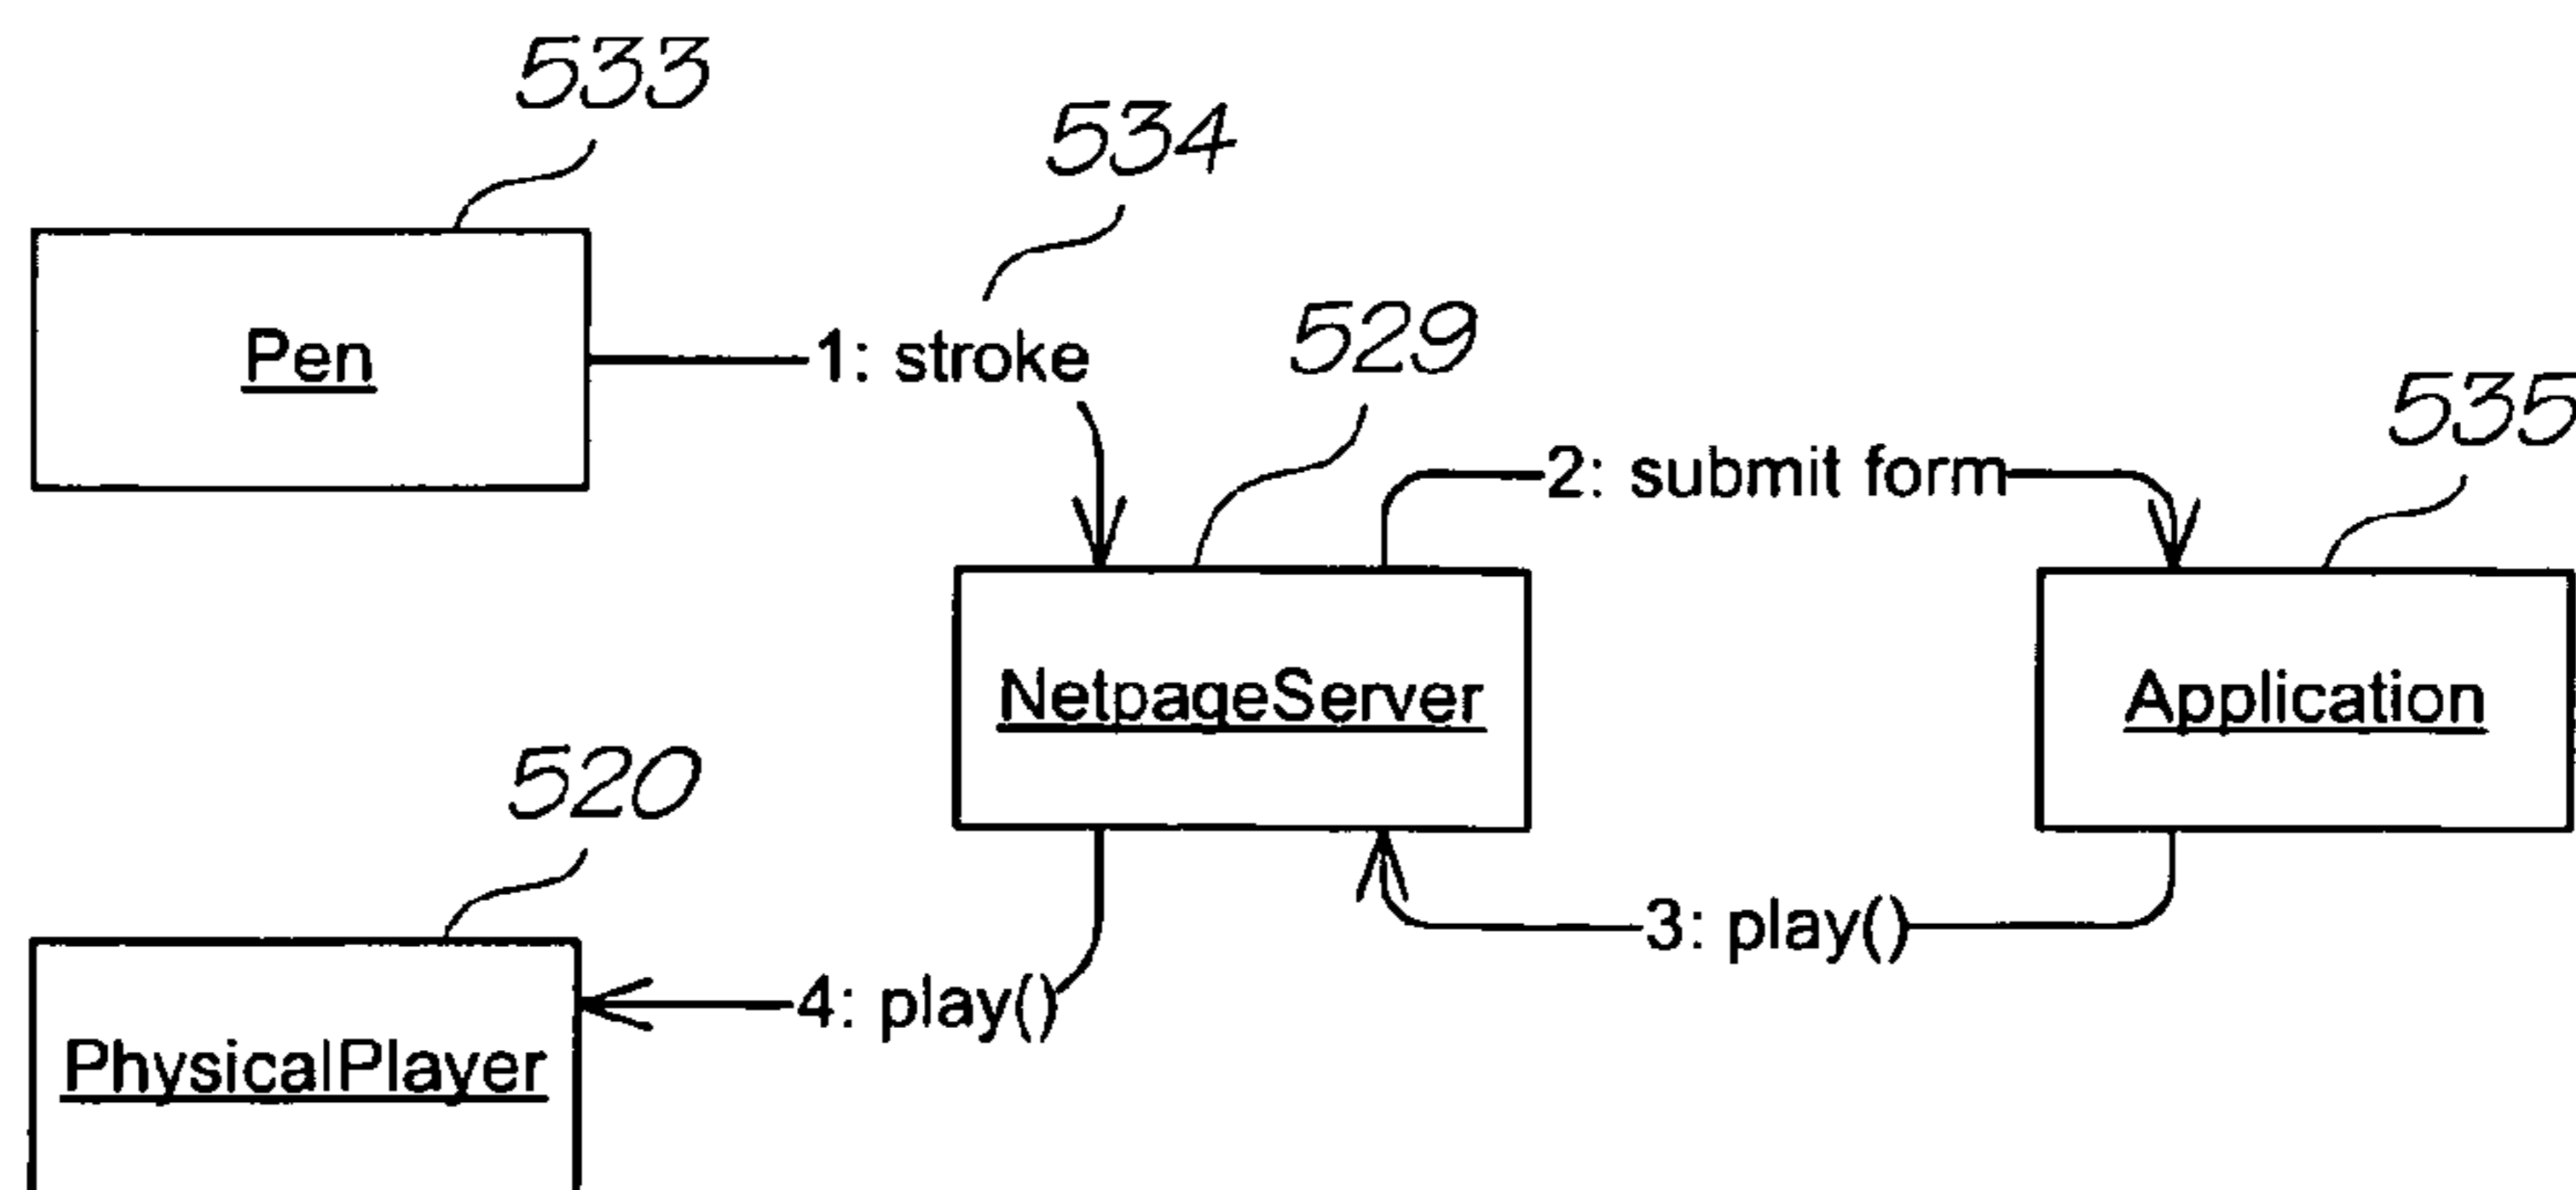 533
534
Pen
1: stroke
529
2: submit form
535
NetpageServer
Application
520
3: play()
4: play()
PhysicalPlayer